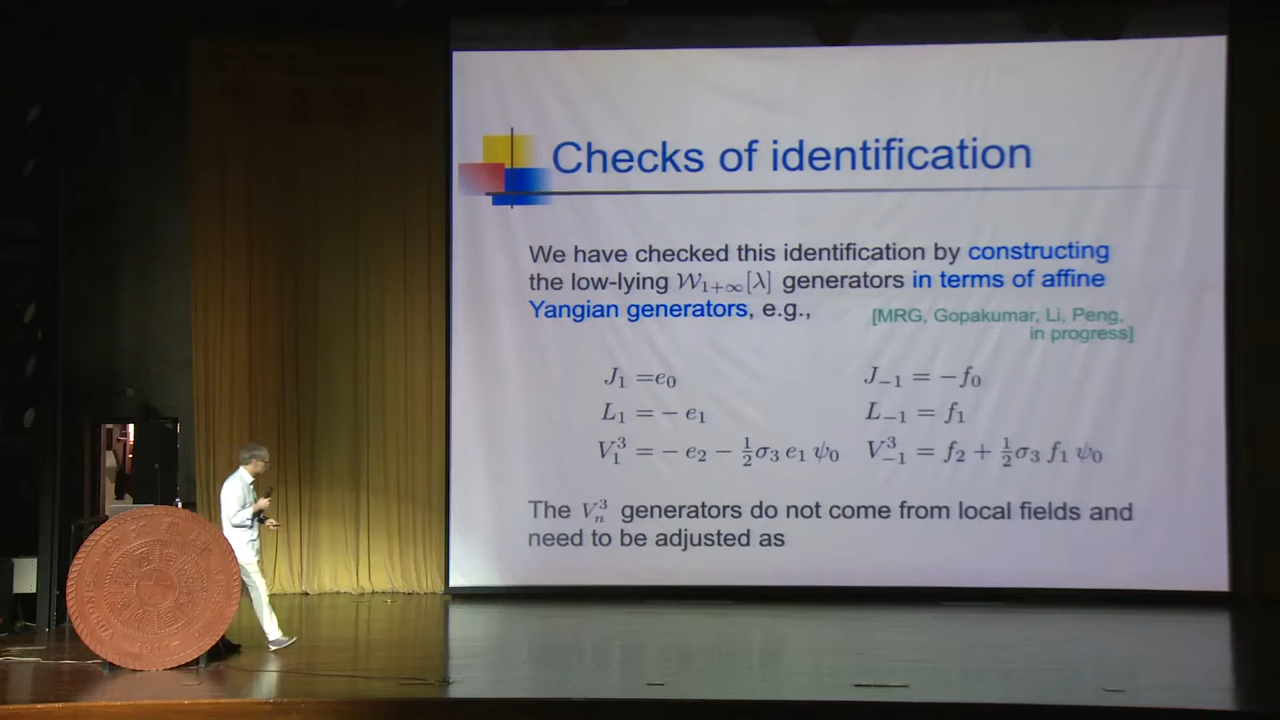 Checks of identification
We have checked this identification by constructing
the low-lying 𝒲₁₊∞[λ] generators in terms of affine
Yangian generators, e.g.,
[MRG, Gopakumar, Li, Peng,
in progress]
J₁ = e₀ J₋₁ = − f₀
L₁ = − e₁ L₋₁ = f₁
V³₁ = − e₂ − ½σ₃ e₁ ψ₀ V³₋₁ = f₂ + ½σ₃ f₁ ψ₀
The V³ₙ generators do not come from local fields and
need to be adjusted as